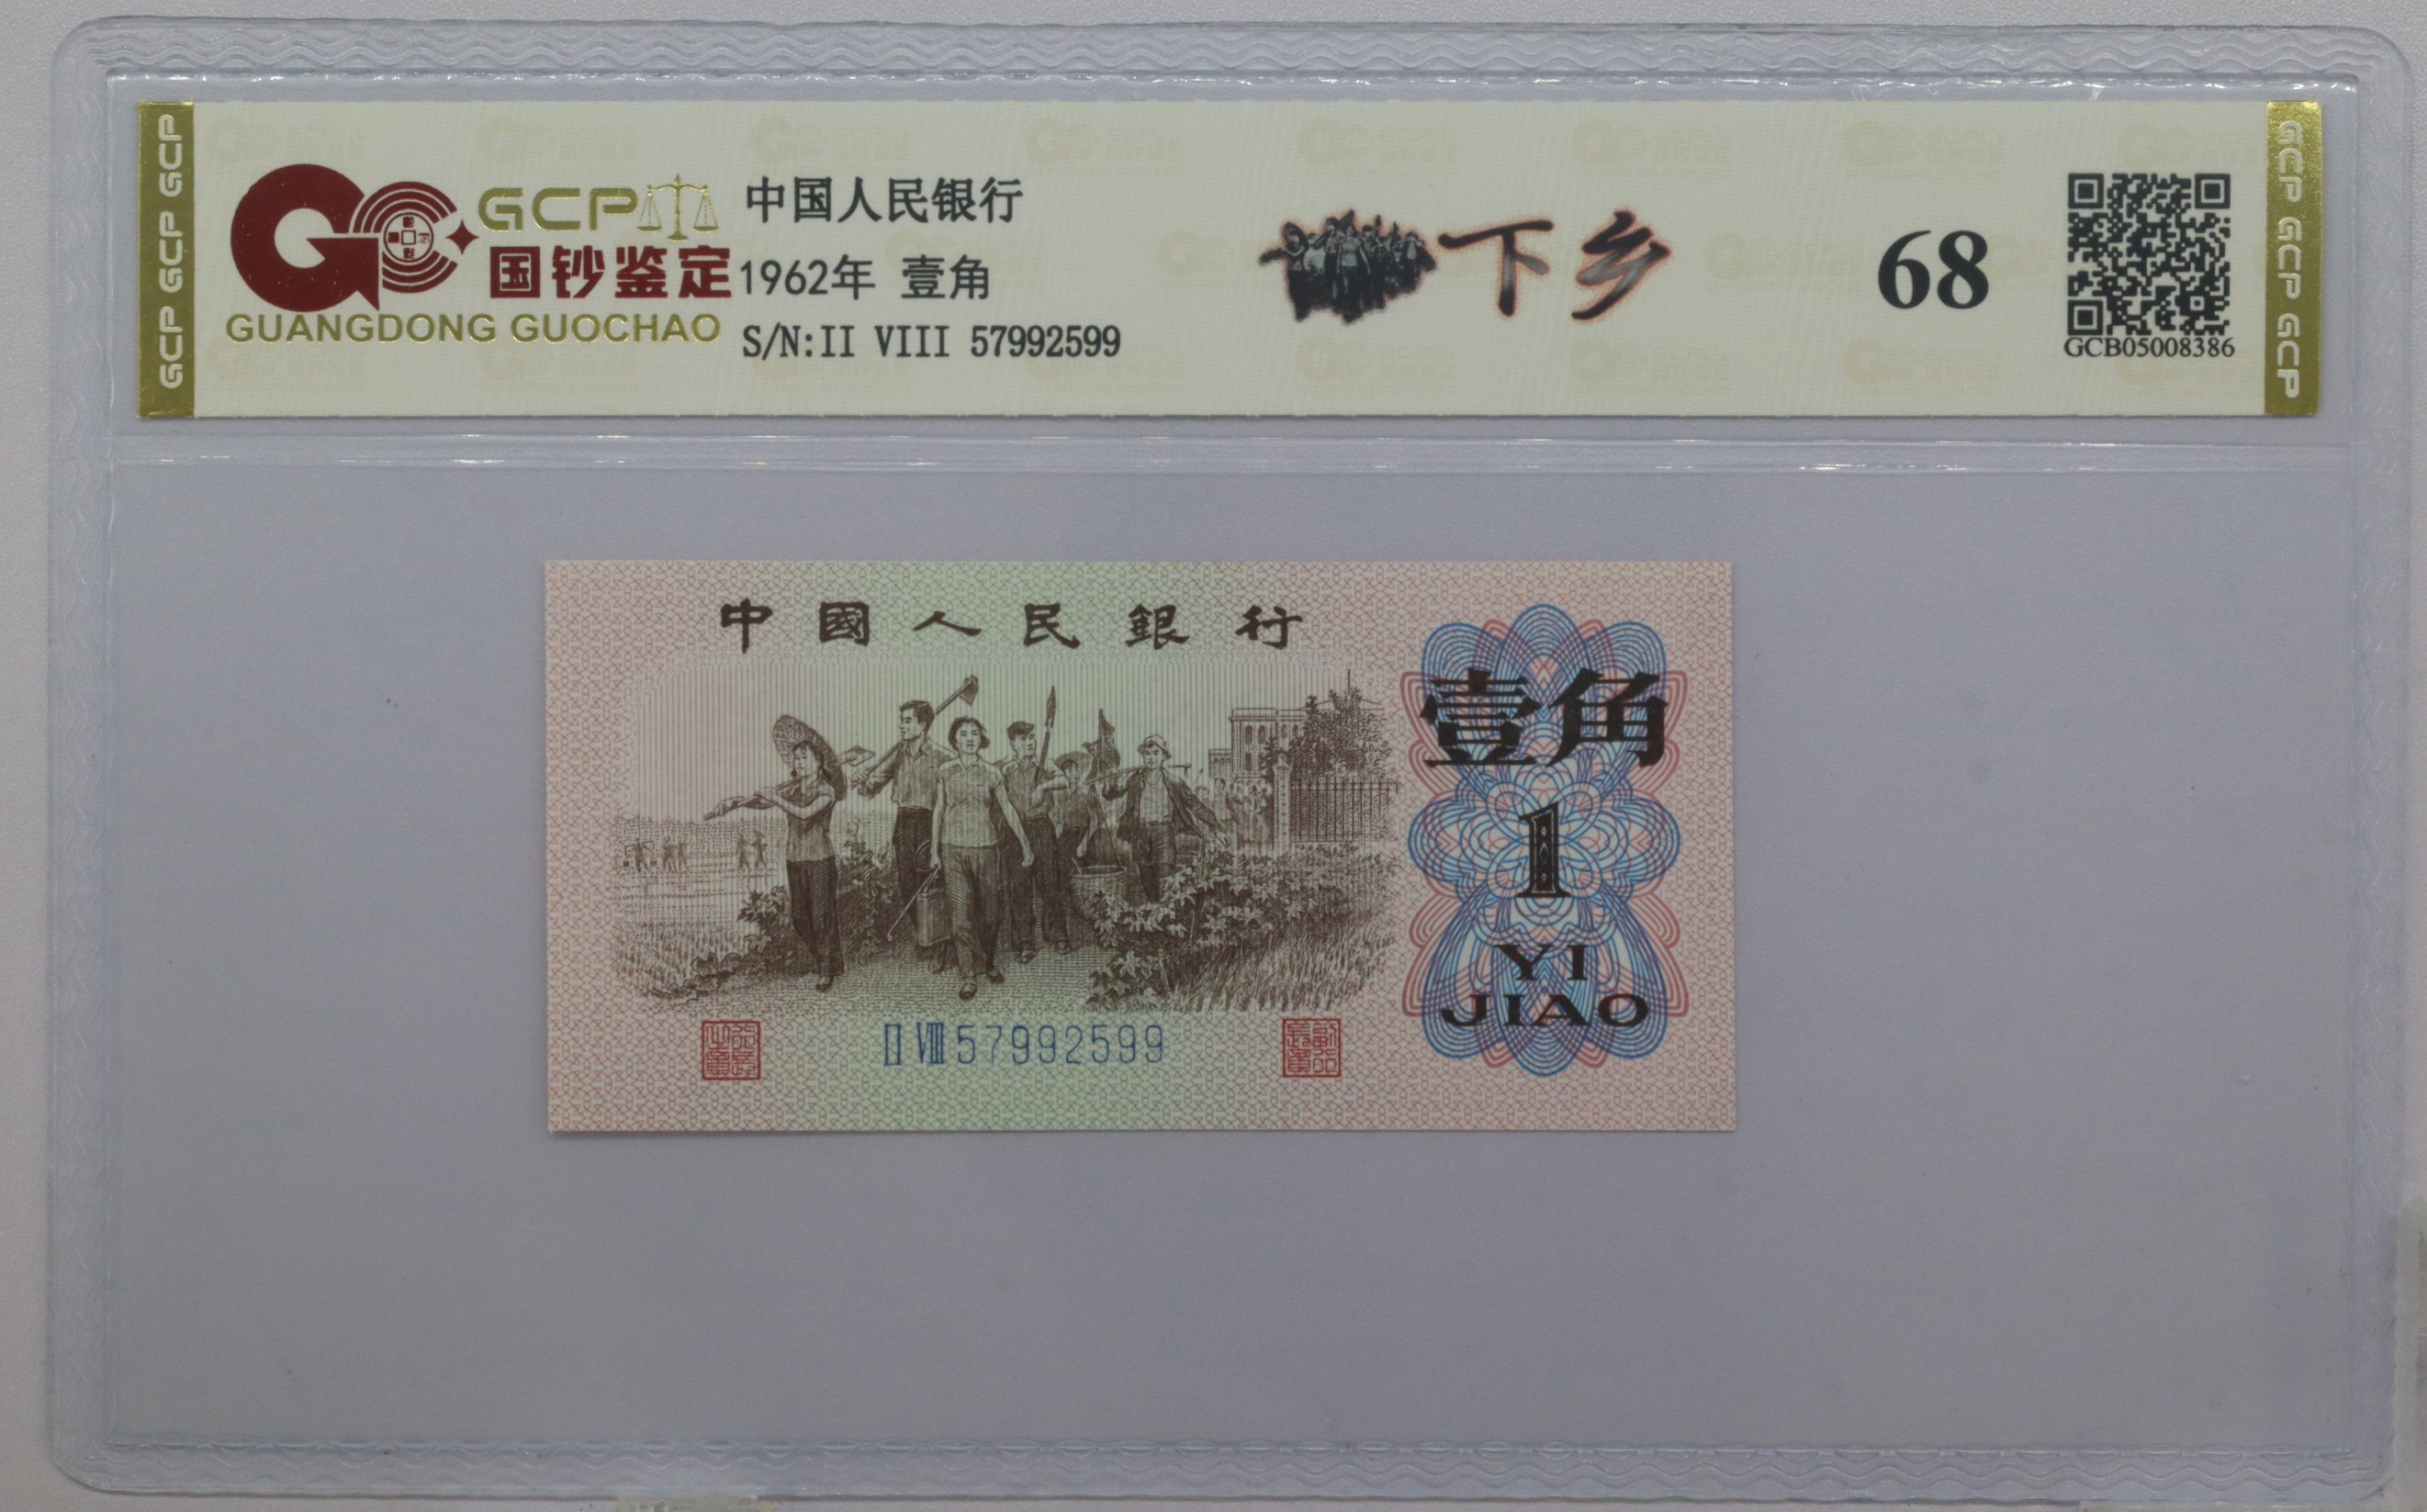 GCP GCP GCP
GCP
国钞鉴定
GUANGDONG GUOCHAO
中国人民银行
1962年 壹角
S/N:II VIII 57992599
下乡
68
GCB05008386
GCP GCP GCP
中國人民銀行
壹角
1
YI
JIAO
II VIII 57992599